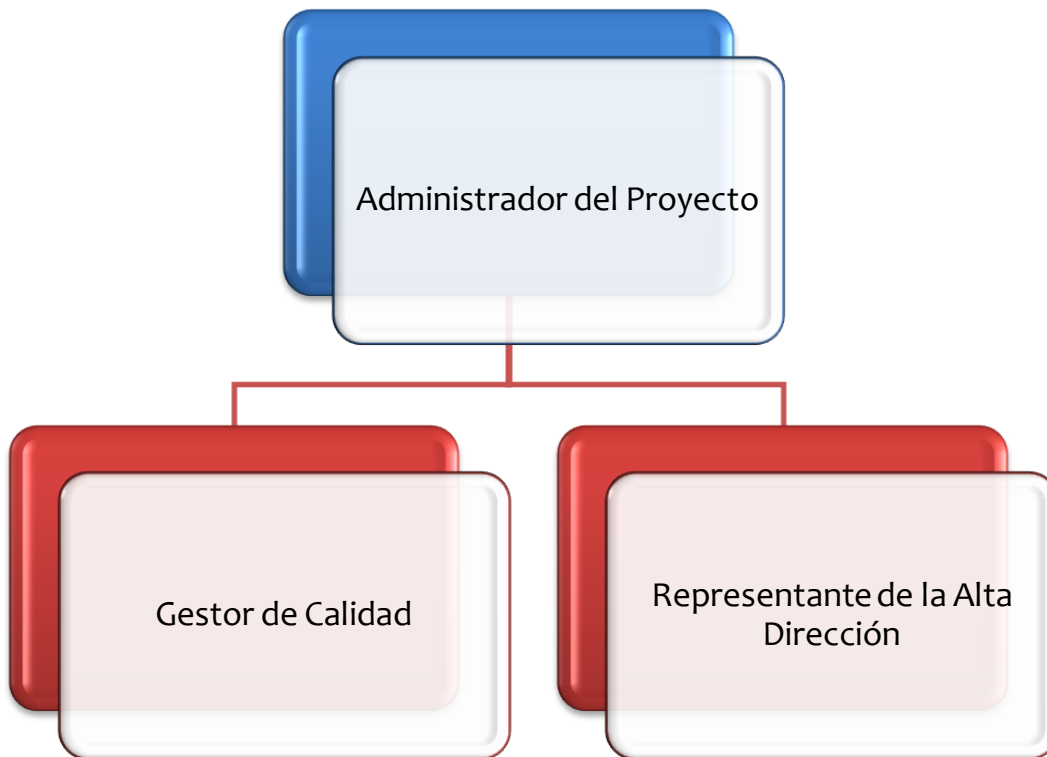 Administrador del Proyecto
Gestor de Calidad
Representante de la Alta
Dirección